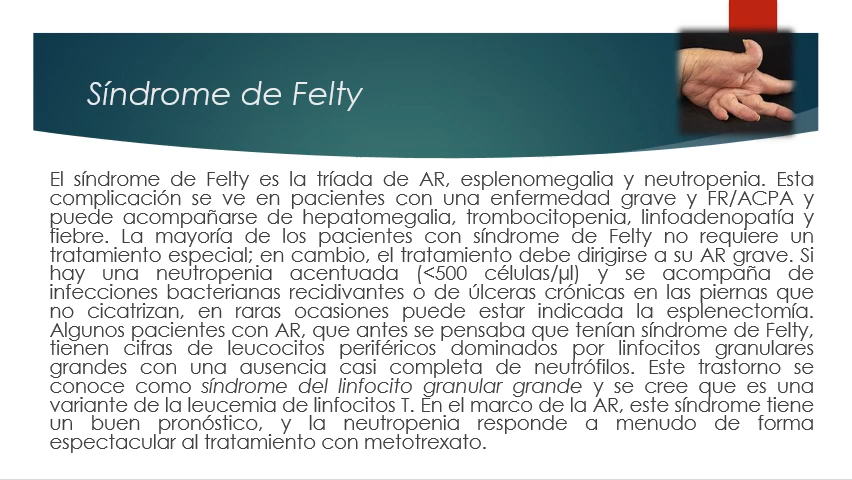 Síndrome de Felty
El síndrome de Felty es la tríada de AR, esplenomegalia y neutropenia. Esta
complicación se ve en pacientes con una enfermedad grave y FR/ACPA y
puede acompañarse de hepatomegalia, trombocitopenia, linfoadenopatía y
fiebre. La mayoría de los pacientes con síndrome de Felty no requiere un
tratamiento especial; en cambio, el tratamiento debe dirigirse a su AR grave. Si
hay una neutropenia acentuada (<500 células/µl) y se acompaña de
infecciones bacterianas recidivantes o de úlceras crónicas en las piernas que
no cicatrizan, en raras ocasiones puede estar indicada la esplenectomía.
Algunos pacientes con AR, que antes se pensaba que tenían síndrome de Felty,
tienen cifras de leucocitos periféricos dominados por linfocitos granulares
grandes con una ausencia casi completa de neutrófilos. Este trastorno se
conoce como síndrome del linfocito granular grande y se cree que es una
variante de la leucemia de linfocitos T. En el marco de la AR, este síndrome tiene
un buen pronóstico, y la neutropenia responde a menudo de forma
espectacular al tratamiento con metotrexato.